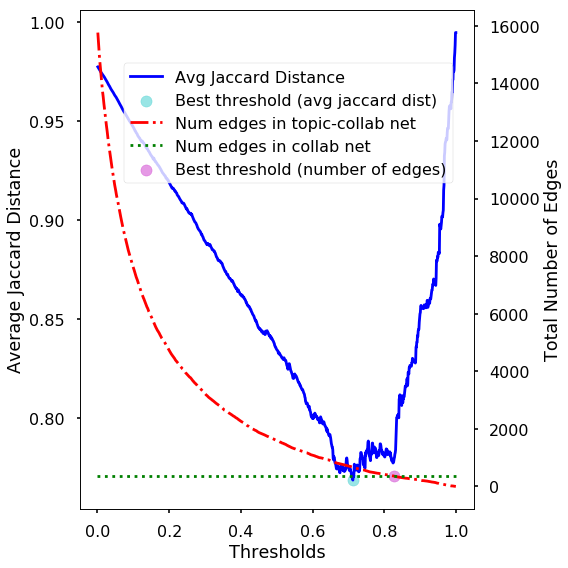 1.00
0.95
0.90
0.85
0.80
Average Jaccard Distance
Avg Jaccard Distance
Best threshold (avg jaccard dist)
Num edges in topic-collab net
Num edges in collab net
Best threshold (number of edges)
16000
14000
12000
10000
8000
6000
4000
2000
0
Total Number of Edges
0.0 0.2 0.4 0.6 0.8 1.0
Thresholds